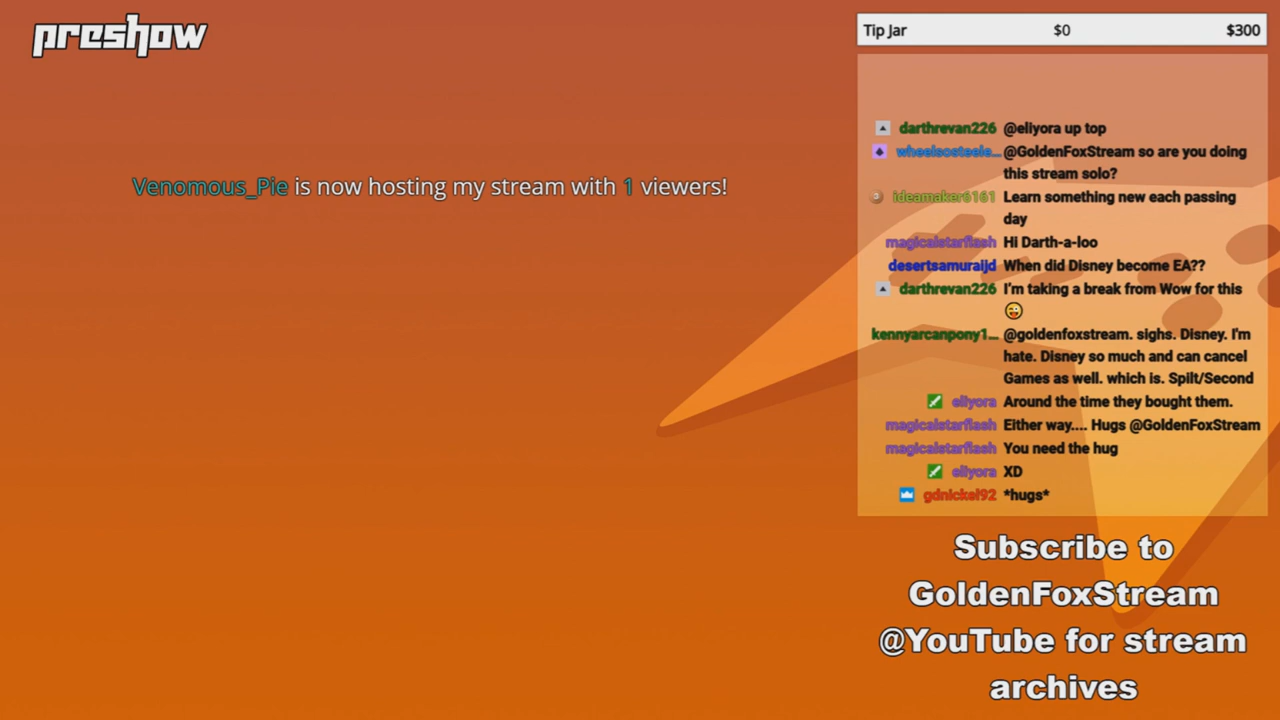 preshow
Tip Jar $0 $300
Venomous_Pie is now hosting my stream with 1 viewers!
darthrevan226 @eliyora up top
wheelsosteele... @GoldenFoxStream so are you doing
this stream solo?
ideamaker6161 Learn something new each passing
day
magicalstarflash Hi Darth-a-loo
desertsamuraijd When did Disney become EA??
darthrevan226 I'm taking a break from Wow for this
😜
kennyarcanpony1... @goldenfoxstream. sighs. Disney. I'm
hate. Disney so much and can cancel
Games as well. which is. Spilt/Second
eliyora Around the time they bought them.
magicalstarflash Either way.... Hugs @GoldenFoxStream
magicalstarflash You need the hug
eliyora XD
gdnickel92 *hugs*
Subscribe to
GoldenFoxStream
@YouTube for stream
archives